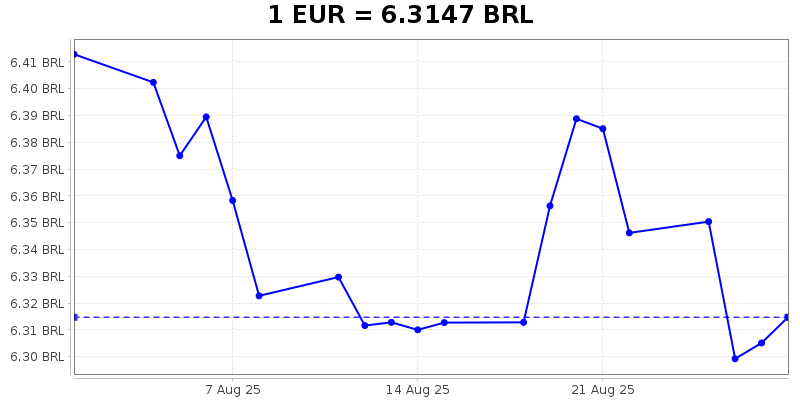 1 EUR = 6.3147 BRL
6.41 BRL
6.40 BRL
6.39 BRL
6.38 BRL
6.37 BRL
6.36 BRL
6.35 BRL
6.34 BRL
6.33 BRL
6.32 BRL
6.31 BRL
6.30 BRL
7 Aug 25 14 Aug 25 21 Aug 25